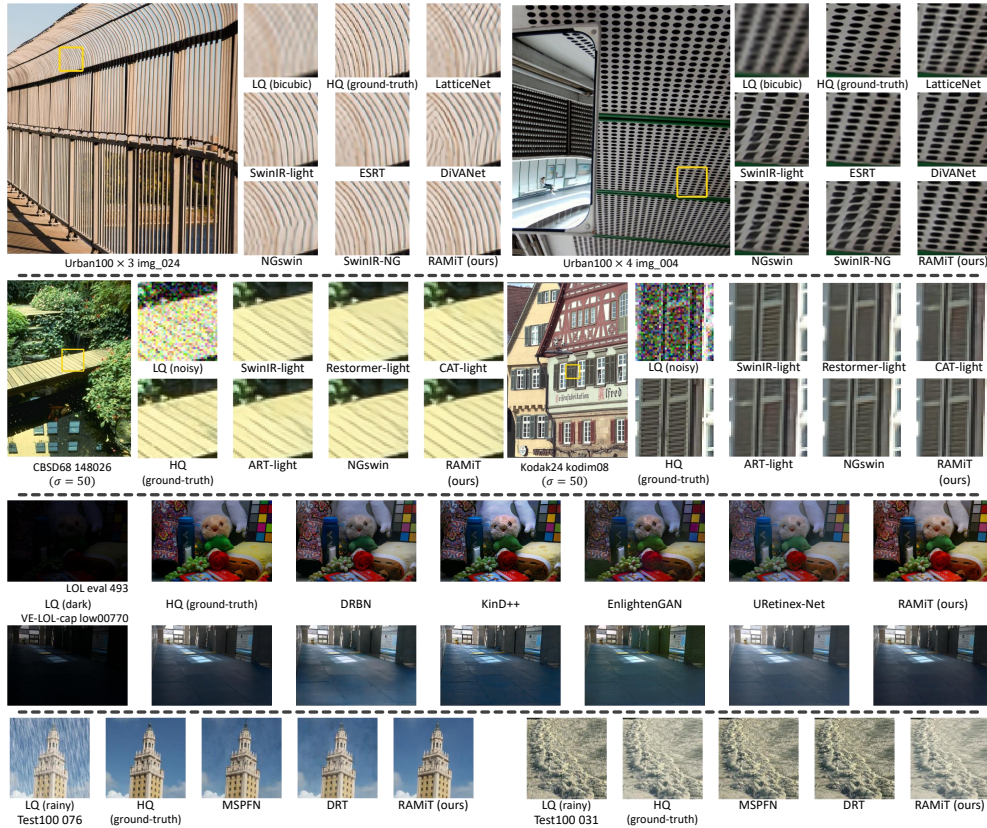 LQ (bicubic)
HQ (ground-truth)
LatticeNet
SwinIR-light
ESRT
DiVANet
NGswin
SwinIR-NG
RAMiT (ours)
Urban100 × 3 img_024
LQ (bicubic)
HQ (ground-truth)
LatticeNet
SwinIR-light
ESRT
DiVANet
NGswin
SwinIR-NG
RAMiT (ours)
Urban100 × 4 img_004
LQ (noisy)
SwinIR-light
Restormer-light
CAT-light
CBSD68 148026
(σ = 50)
HQ
(ground-truth)
ART-light
NGswin
RAMiT
(ours)
LQ (noisy)
SwinIR-light
Restormer-light
CAT-light
Alfred
Kodak24 kodim08
(σ = 50)
HQ
(ground-truth)
ART-light
NGswin
RAMiT
(ours)
LOL eval 493
LQ (dark)
HQ (ground-truth)
DRBN
KinD++
EnlightenGAN
URetinex-Net
RAMiT (ours)
VE-LOL-cap low00770
LQ (rainy)
Test100 076
HQ
(ground-truth)
MSPFN
DRT
RAMiT (ours)
LQ (rainy)
Test100 031
HQ
(ground-truth)
MSPFN
DRT
RAMiT (ours)